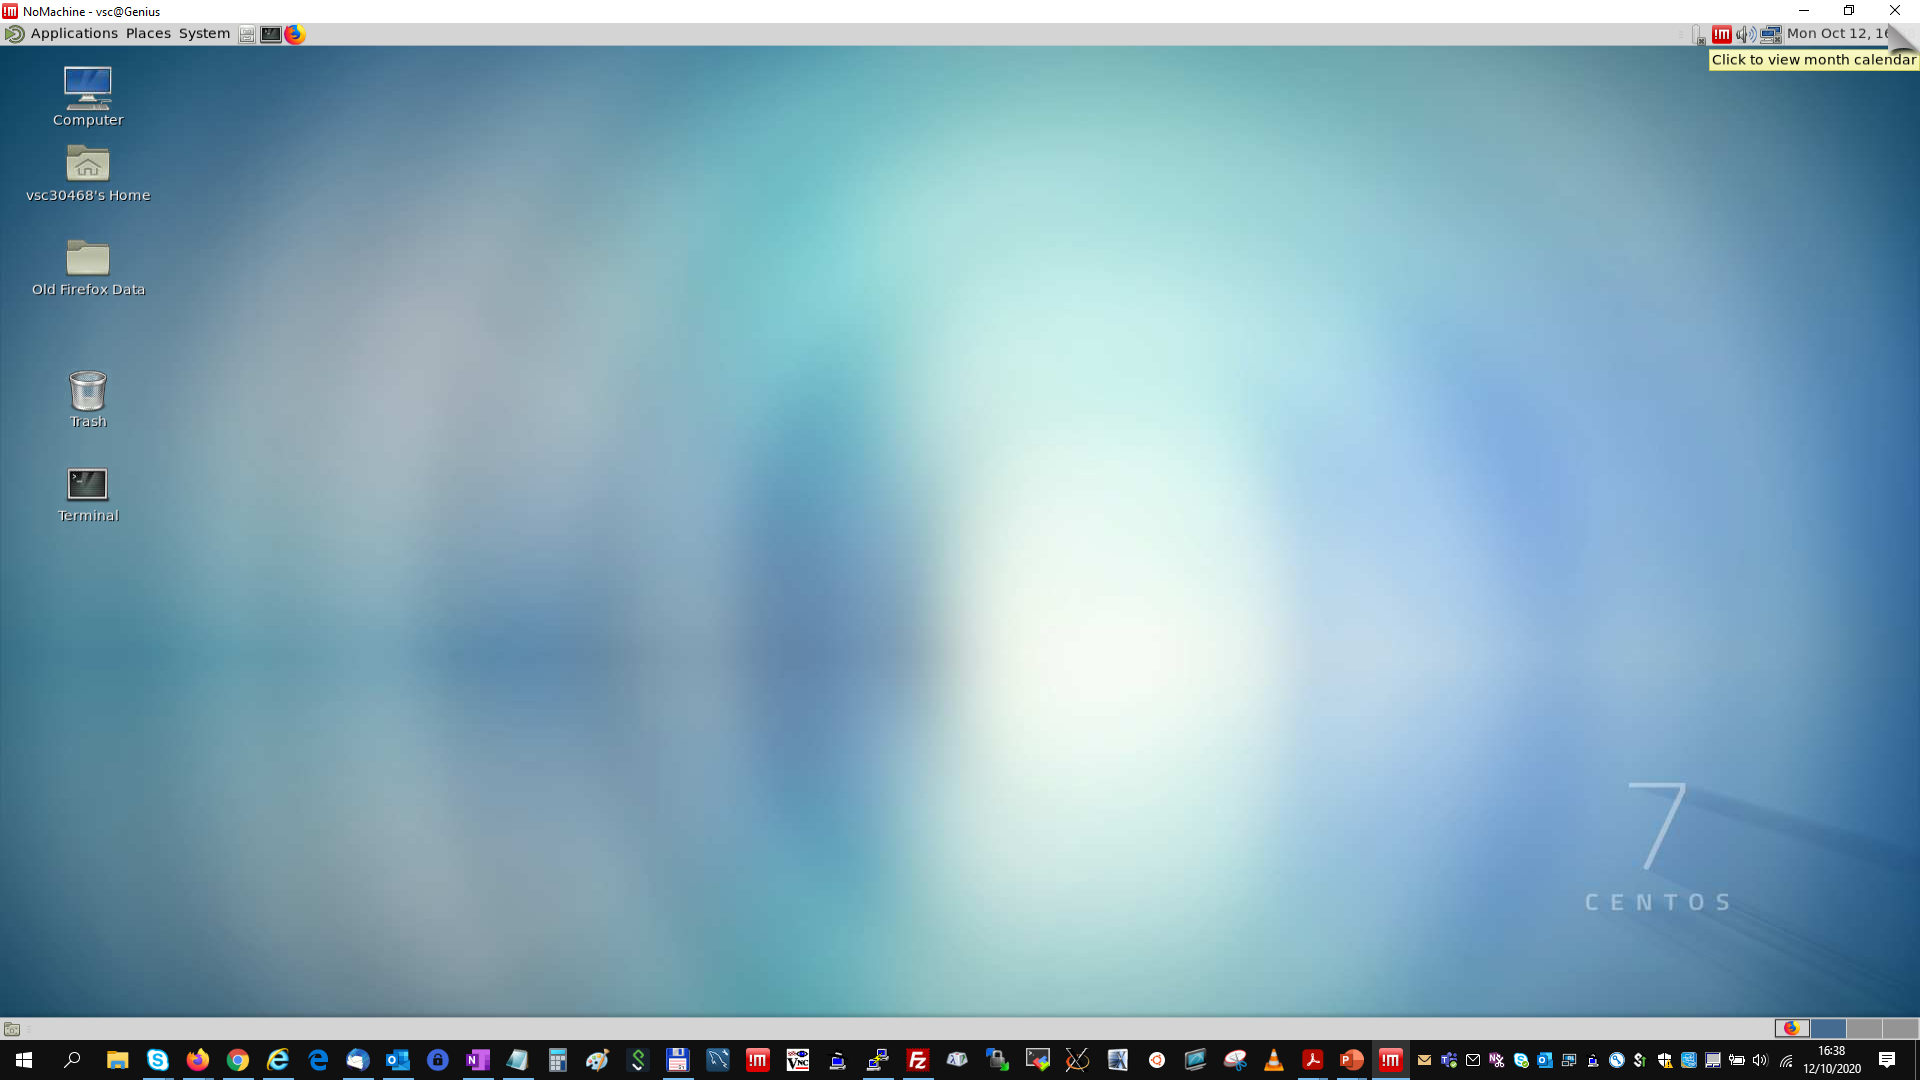 NoMachine - vsc@Genius
Applications Places System
Mon Oct 12, 16
Click to view month calendar
Computer
vsc30468's Home
Old Firefox Data
Trash
Terminal
7
CENTOS
16:38
12/10/2020